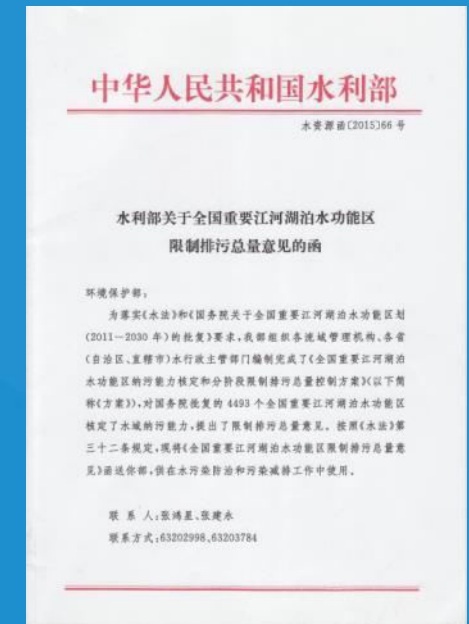 中华人民共和国水利部
水资源函〔2015〕66 号
水利部关于全国重要江河湖泊水功能区
限制排污总量意见的函
环境保护部：
为落实《水法》和《国务院关于全国重要江河湖泊水功能区划
(2011—2030 年)的批复》要求，我部组织各流域管理机构、各省
(自治区、直辖市)水行政主管部门编制完成了《全国重要江河湖泊
水功能区纳污能力核定和分阶段限制排污总量控制方案》(以下简
称《方案》)，对国务院批复的 4493 个全国重要江河湖泊水功能区
核定了水域纳污能力，提出了限制排污总量意见。按照《水法》第
三十二条规定，现将《全国重要江河湖泊水功能区限制排污总量意
见》函送你部，供在水污染防治和污染减排工作中使用。
联 系 人：张鸿星、张建永
联系方式：63202998、63203784